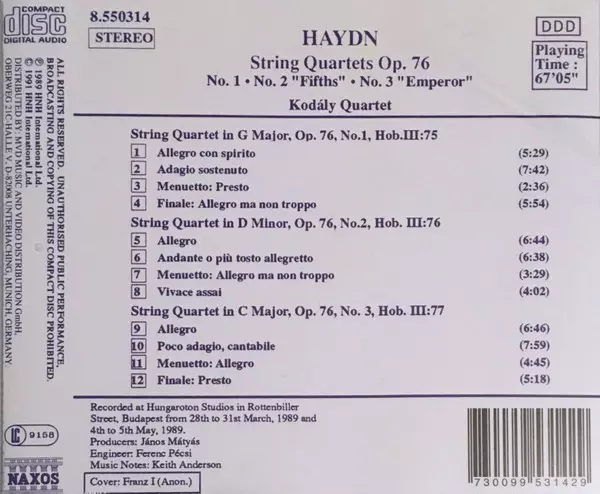 COMPACT
disc
DIGITAL AUDIO
8.550314
STEREO
HAYDN
String Quartets Op. 76
No. 1 • No. 2 "Fifths" • No. 3 "Emperor"
Kodály Quartet
DDD
Playing
Time :
67'05"
String Quartet in G Major, Op. 76, No.1, Hob.III:75
1 Allegro con spirito (5:29)
2 Adagio sostenuto (7:42)
3 Menuetto: Presto (2:36)
4 Finale: Allegro ma non troppo (5:54)
String Quartet in D Minor, Op. 76, No.2, Hob. III:76
5 Allegro (6:44)
6 Andante o più tosto allegretto (6:38)
7 Menuetto: Allegro ma non troppo (3:29)
8 Vivace assai (4:02)
String Quartet in C Major, Op. 76, No. 3, Hob. III:77
9 Allegro (6:46)
10 Poco adagio, cantabile (7:59)
11 Menuetto: Allegro (4:45)
12 Finale: Presto (5:18)
Recorded at Hungaroton Studios in Rottenbiller
Street, Budapest from 28th to 31st March, 1989 and
4th to 5th May, 1989.
Producers: János Mátyás
Engineer: Ferenc Pécsi
Music Notes: Keith Anderson
Cover: Franz I (Anon.)
730099 531429
ALL RIGHTS RESERVED. UNAUTHORISED PUBLIC PERFORMANCE,
BROADCASTING AND COPYING OF THIS COMPACT DISC PROHIBITED.
℗ 1989 HNH International Ltd.
© 1991 HNH International Ltd.
DISTRIBUTED BY: MVD MUSIC AND VIDEO DISTRIBUTION GmbH,
OBERWEG 21C-HALLE V, D-82008 UNTERHACHING, MUNICH, GERMANY
LC 9158
NAXOS